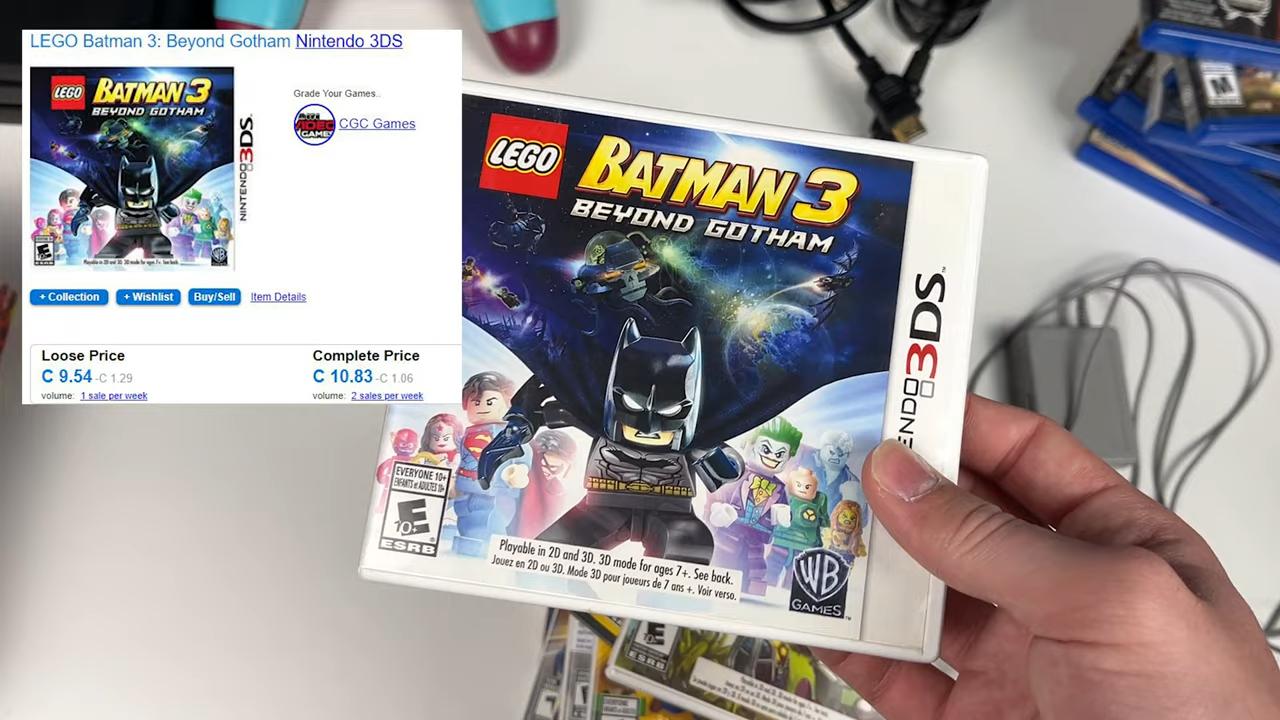 LEGO Batman 3: Beyond Gotham Nintendo 3DS
LEGO
BATMAN 3
BEYOND GOTHAM
NINTENDO 3DS
Grade Your Games..
CGC Games
+ Collection
+ Wishlist
Buy/Sell
Item Details
Loose Price
C 9.54 -C 1.29
volume: 1 sale per week
Complete Price
C 10.83 -C 1.06
volume: 2 sales per week
LEGO
BATMAN 3
BEYOND GOTHAM
3DS
EVERYONE 10+
ENFANTS et ADULTES 10+
E
10+
ESRB
Playable in 2D and 3D. 3D mode for ages 7+. See back.
Jouez en 2D ou 3D. Mode 3D pour joueurs de 7 ans +. Voir verso.
WB
GAMES
TM
M
E
ESRB